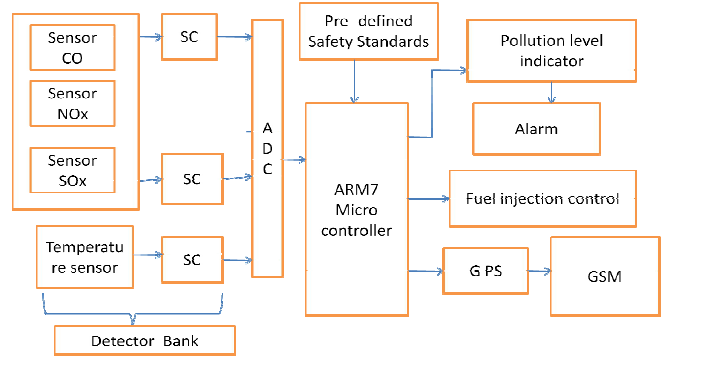 Sensor
CO
SC
Sensor
NOx
Sensor
SOx
SC
Temperatu
re sensor
SC
Detector Bank
A
D
C
Pre defined
Safety Standards
ARM7
Micro
controller
Pollution level
indicator
Alarm
Fuel injection control
G PS
GSM